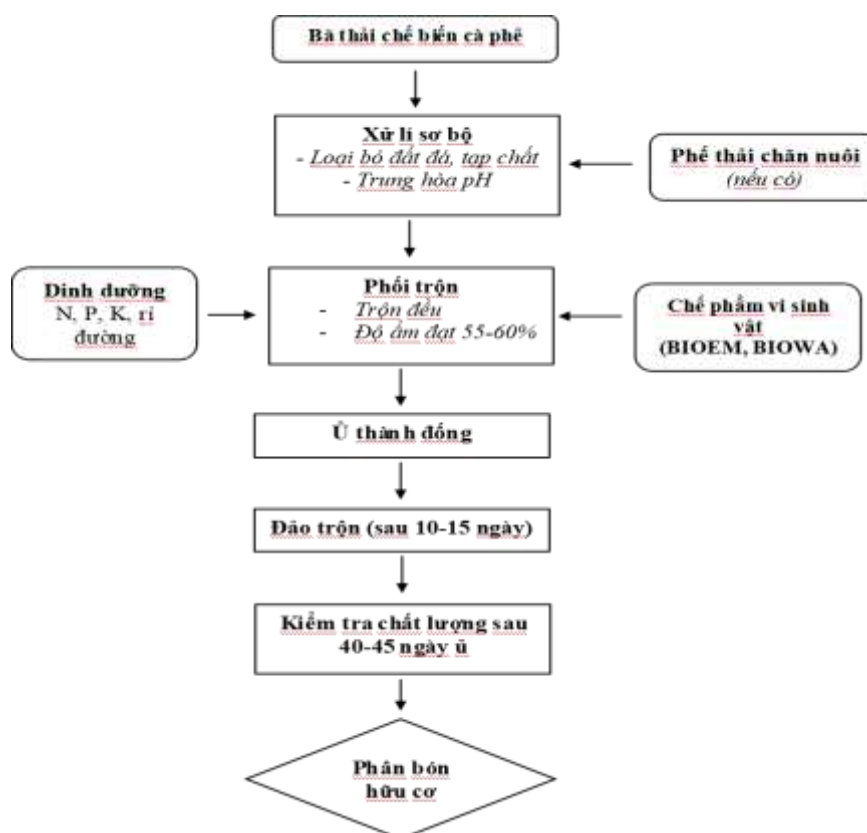 Bã thải chế biến cà phê
Xử lí sơ bộ
- Loại bỏ đất đá, tạp chất
- Trung hòa pH
Phế thải chăn nuôi
(nếu có)
Dinh dưỡng
N, P, K, rỉ
đường
Phối trộn
- Trộn đều
- Độ ẩm đạt 55-60%
Chế phẩm vi sinh
vật
(BIOEM, BIOWA)
Ủ thành đống
Đảo trộn (sau 10-15 ngày)
Kiểm tra chất lượng sau
40-45 ngày ủ
Phân bón
hữu cơ